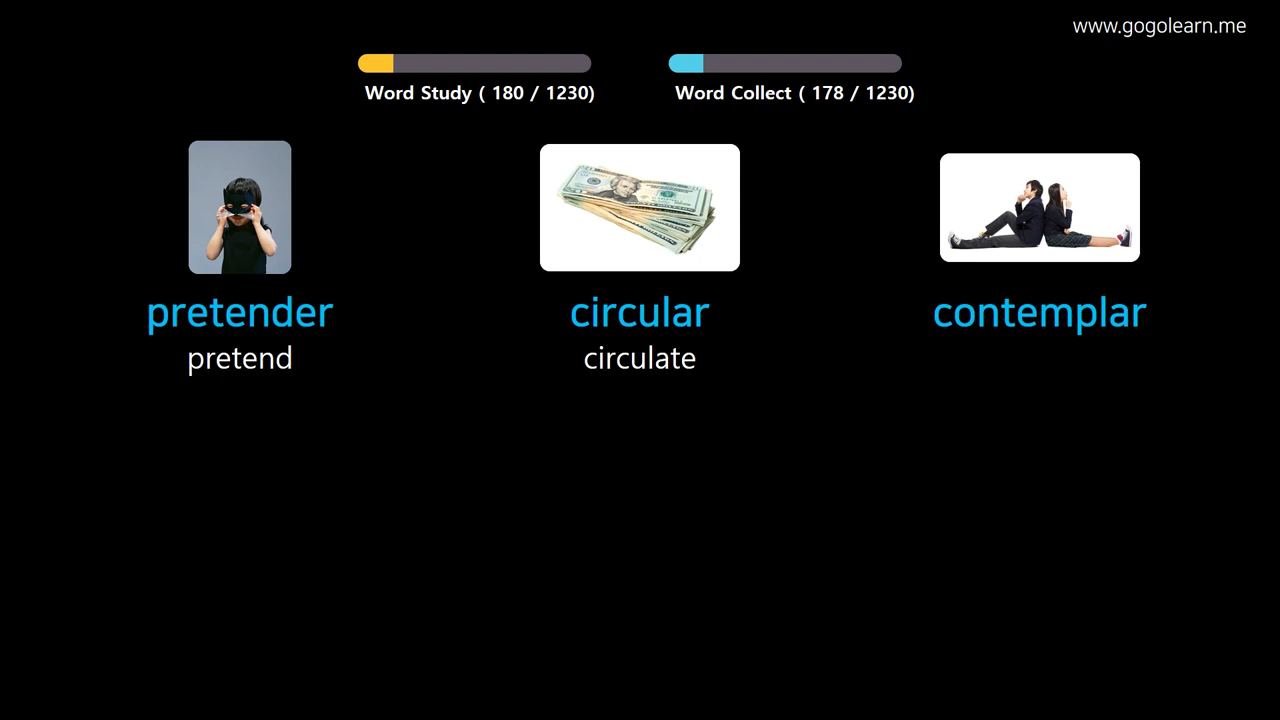 www.gogolearn.me
Word Study ( 180 / 1230)
Word Collect ( 178 / 1230)
pretender
pretend
circular
circulate
contemplar